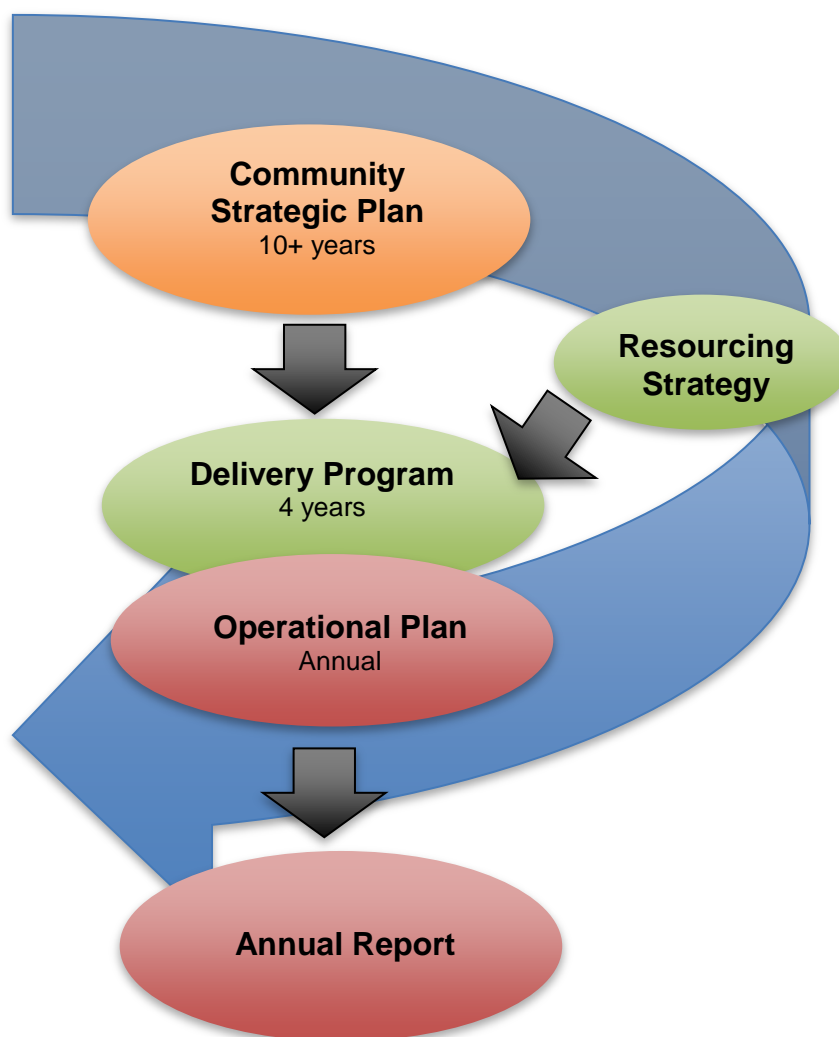 Community
Strategic Plan
10+ years
Resourcing
Strategy
Delivery Program
4 years
Operational Plan
Annual
Annual Report